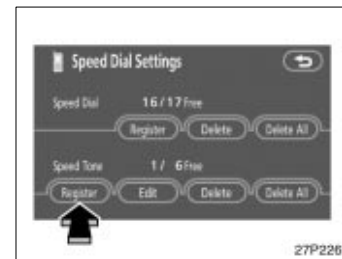 Speed Dial Settings
Speed Dial 16/17 Free
Register Delete Delete All
Speed Tone 1/ 6 Free
Register Edit Delete Delete All
27P226